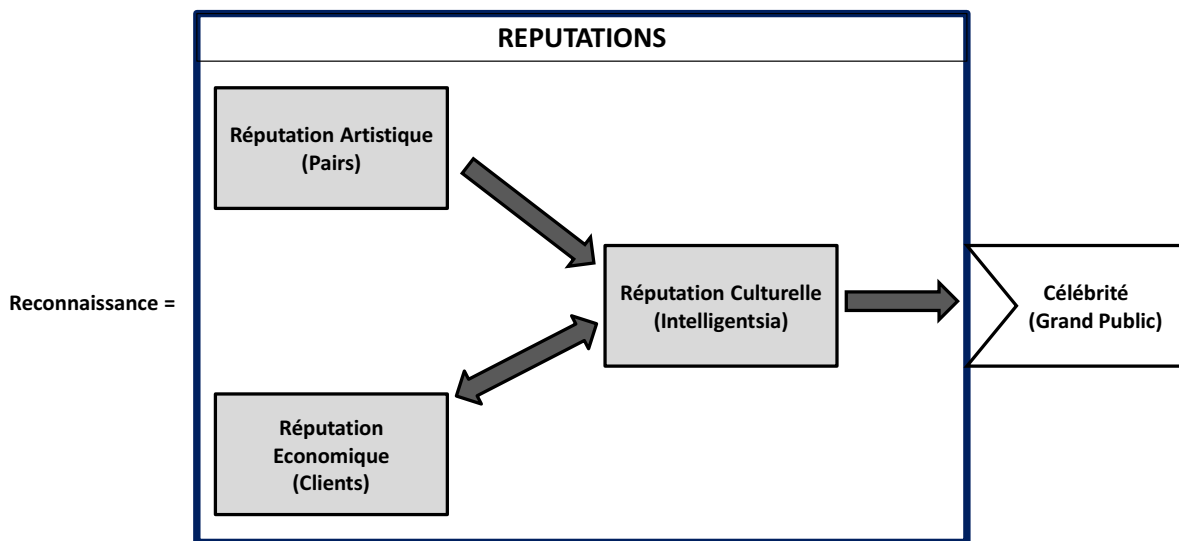 REPUTATIONS
Réputation Artistique
(Pairs)
Reconnaissance =
Réputation Culturelle
(Intelligentsia)
Célébrité
(Grand Public)
Réputation
Economique
(Clients)